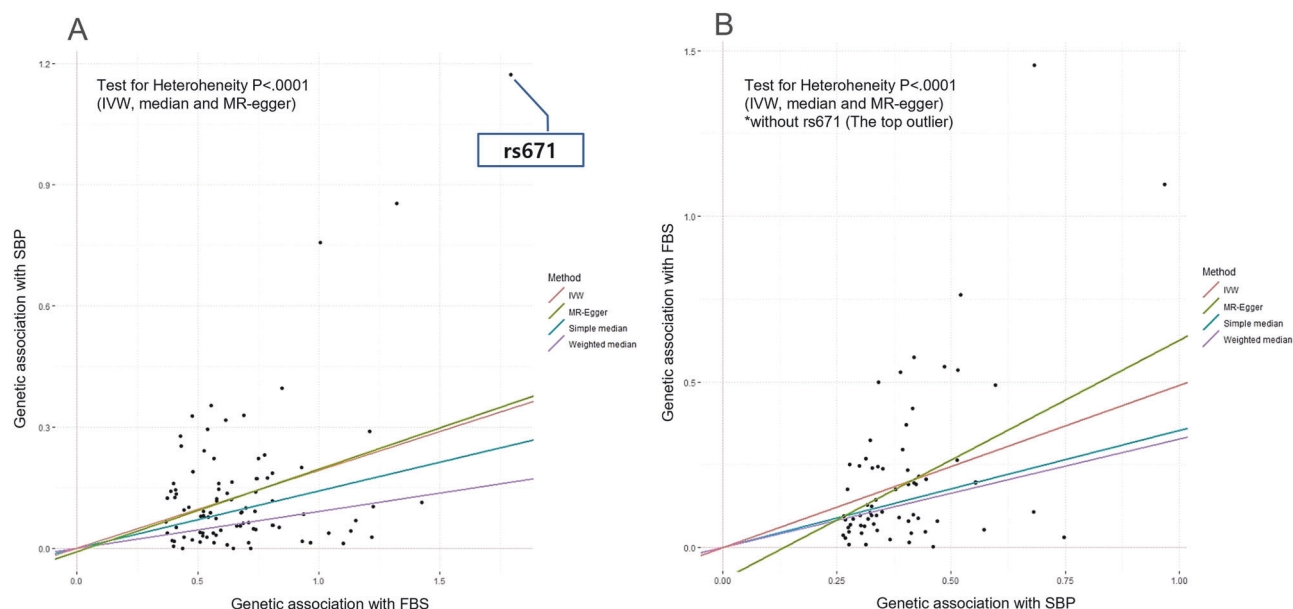 A
Test for Heteroheneity P<.0001
(IVW, median and MR-egger)
rs671
1.2
0.9
0.6
0.3
0.0
Genetic association with SBP
0.0
0.5
1.0
1.5
Genetic association with FBS
Method
IVW
MR-Egger
Simple median
Weighted median
B
Test for Heteroheneity P<.0001
(IVW, median and MR-egger)
*without rs671 (The top outlier)
1.5
1.0
0.5
0.0
Genetic association with FBS
0.00
0.25
0.50
0.75
1.00
Genetic association with SBP
Method
IVW
MR-Egger
Simple median
Weighted median